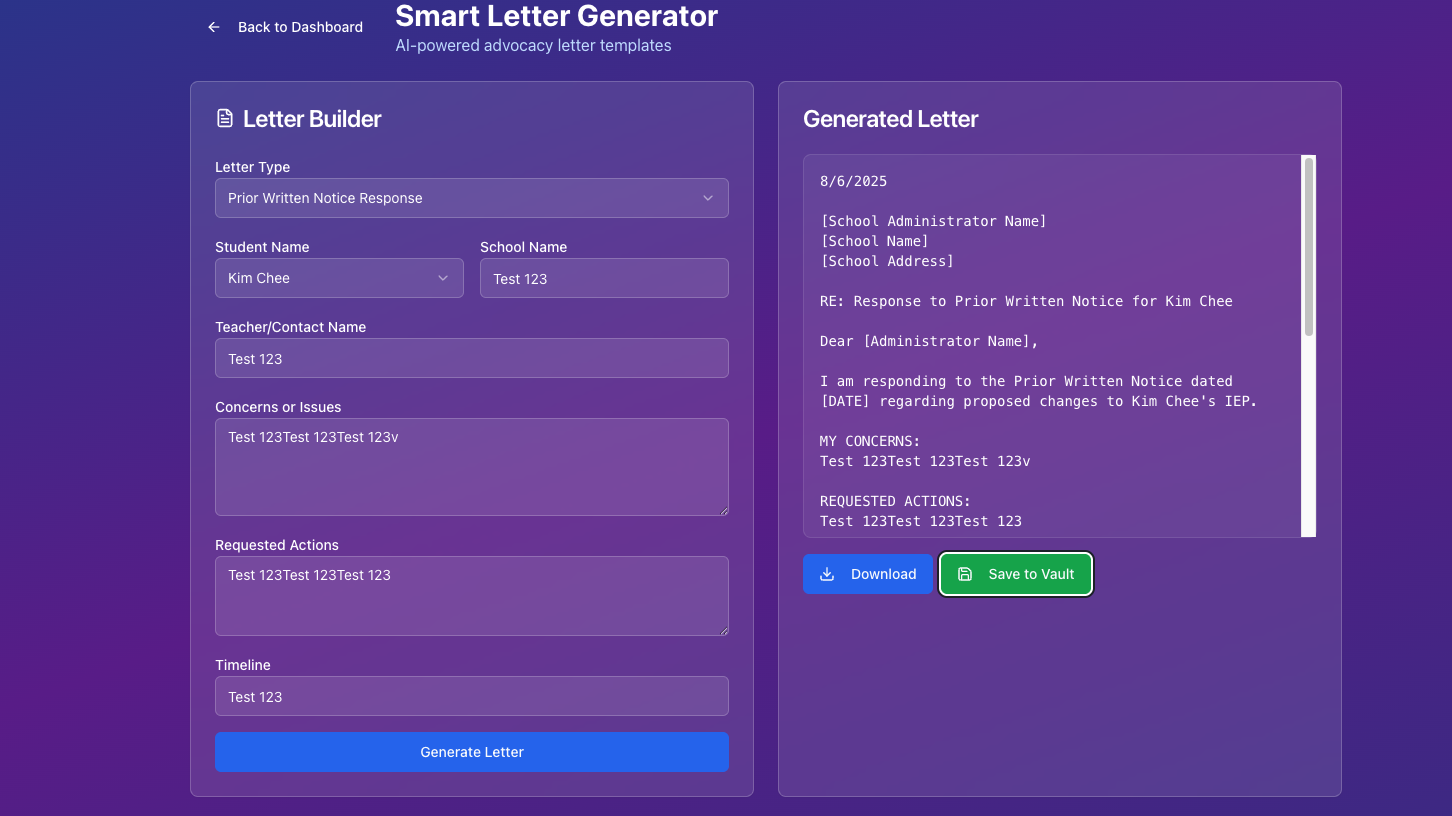 Back to Dashboard
Smart Letter Generator
AI-powered advocacy letter templates
Letter Builder
Letter Type
Prior Written Notice Response
Student Name
Kim Chee
School Name
Test 123
Teacher/Contact Name
Test 123
Concerns or Issues
Test 123Test 123Test 123v
Requested Actions
Test 123Test 123Test 123
Timeline
Test 123
Generate Letter
Generated Letter
8/6/2025
[School Administrator Name]
[School Name]
[School Address]
RE: Response to Prior Written Notice for Kim Chee
Dear [Administrator Name],
I am responding to the Prior Written Notice dated
[DATE] regarding proposed changes to Kim Chee's IEP.
MY CONCERNS:
Test 123Test 123Test 123v
REQUESTED ACTIONS:
Test 123Test 123Test 123
Download
Save to Vault